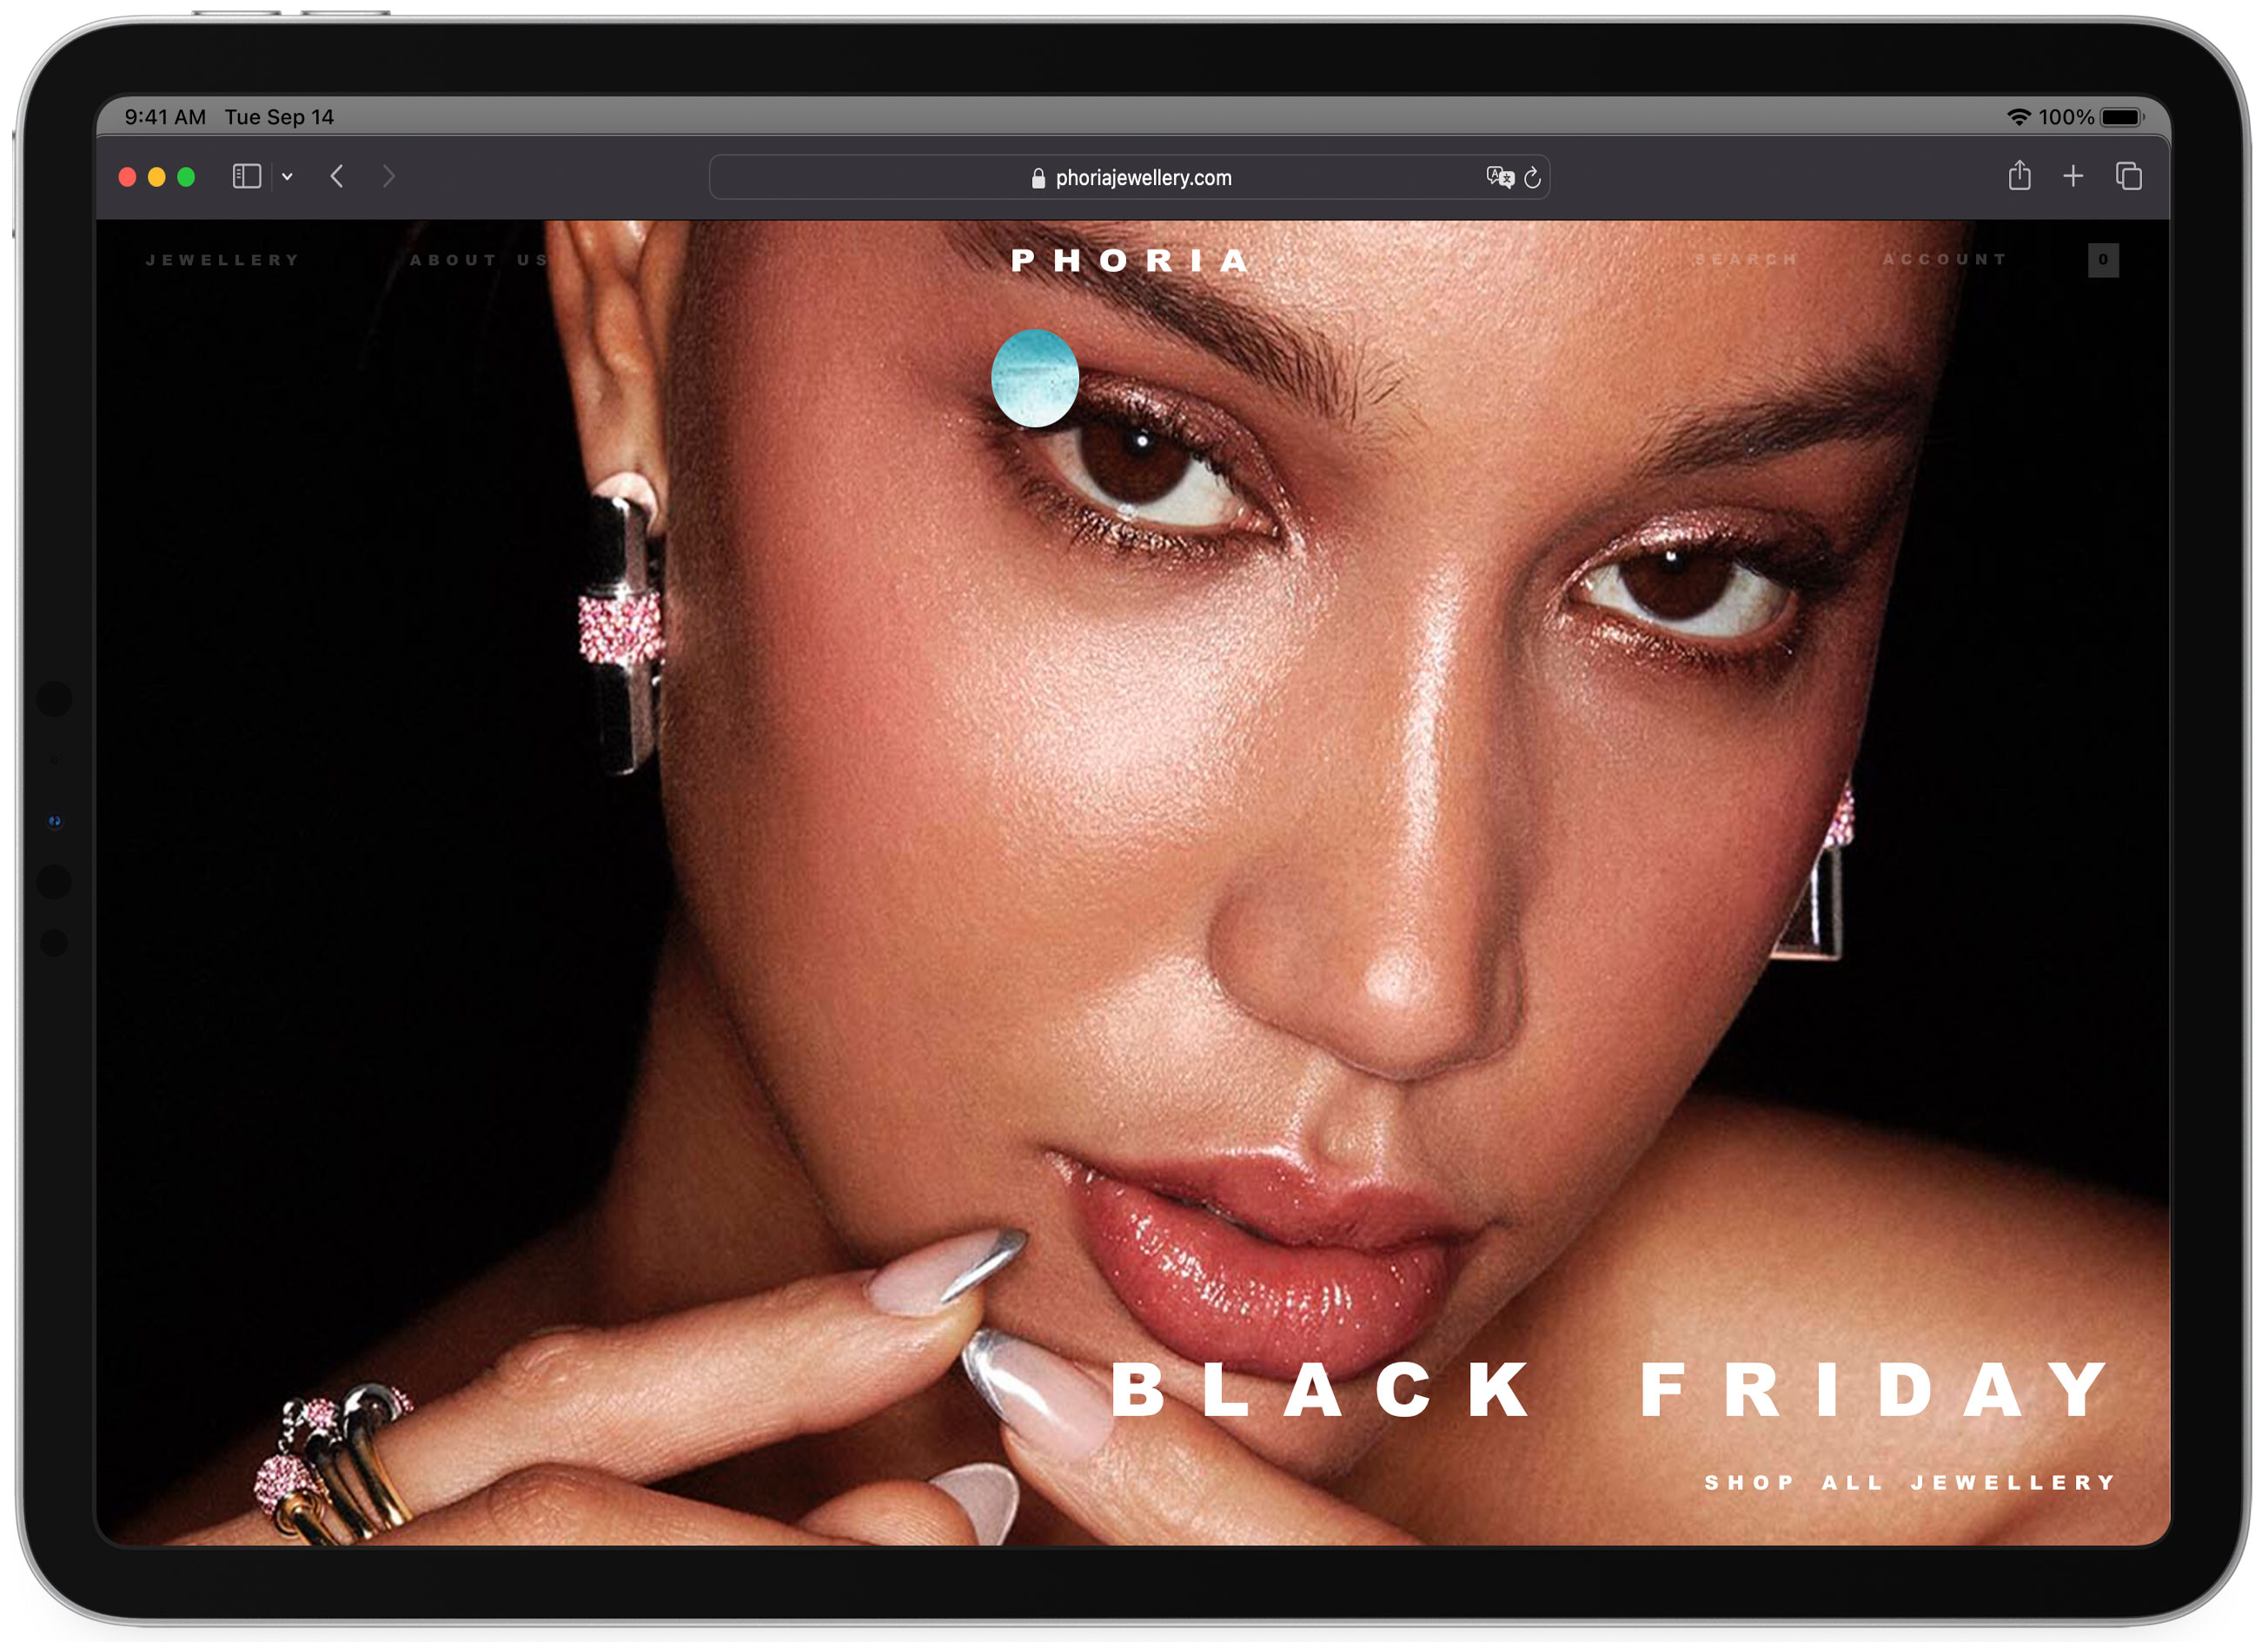 9:41 AM Tue Sep 14
100%
phoriajewellery.com
JEWELLERY ABOUT US PHORIA SEARCH ACCOUNT 0
BLACK FRIDAY
SHOP ALL JEWELLERY